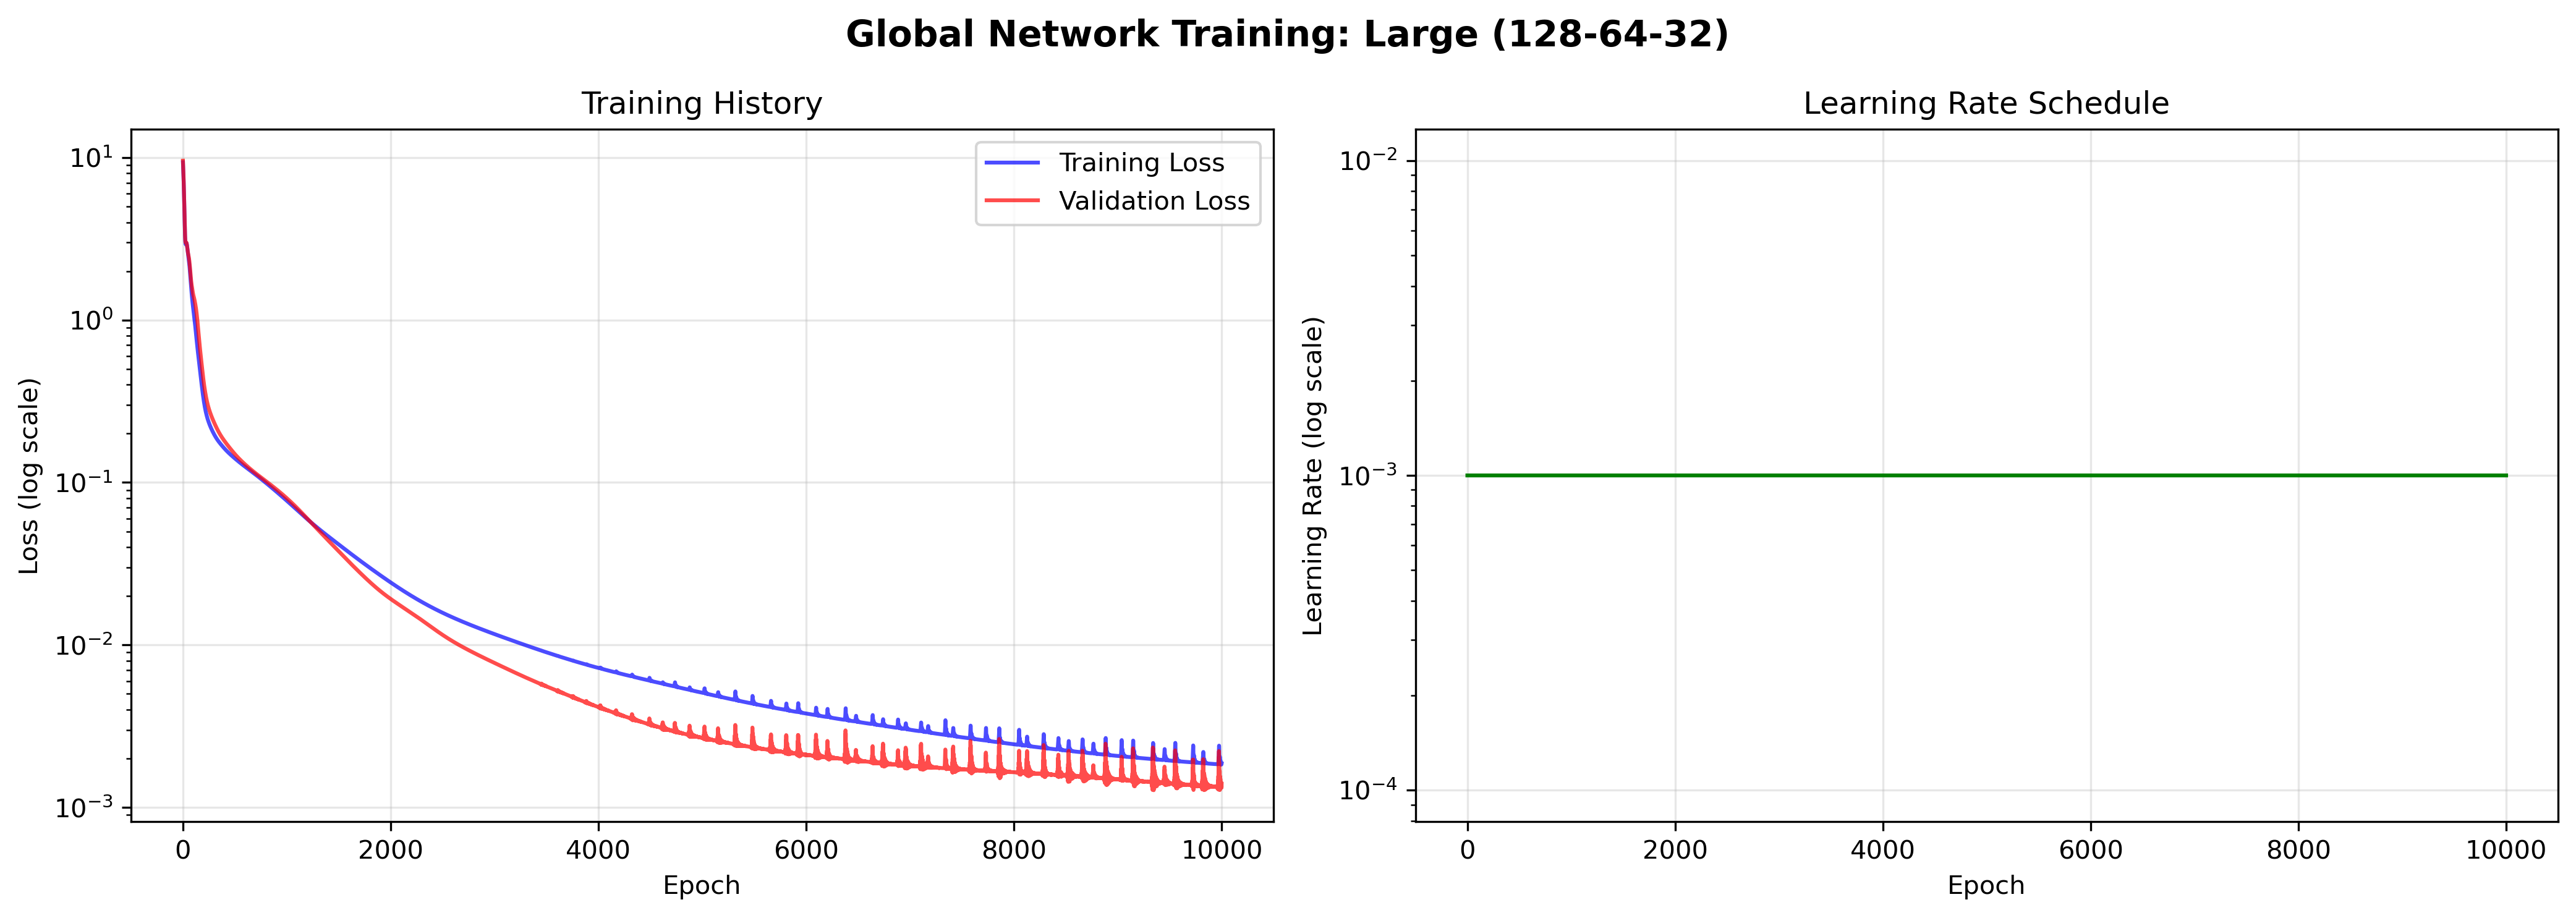 Global Network Training: Large (128-64-32)
Training History
Loss (log scale)
10¹
10⁰
10⁻¹
10⁻²
10⁻³
Training Loss
Validation Loss
0 2000 4000 6000 8000 10000
Epoch
Learning Rate Schedule
Learning Rate (log scale)
10⁻²
10⁻³
10⁻⁴
0 2000 4000 6000 8000 10000
Epoch